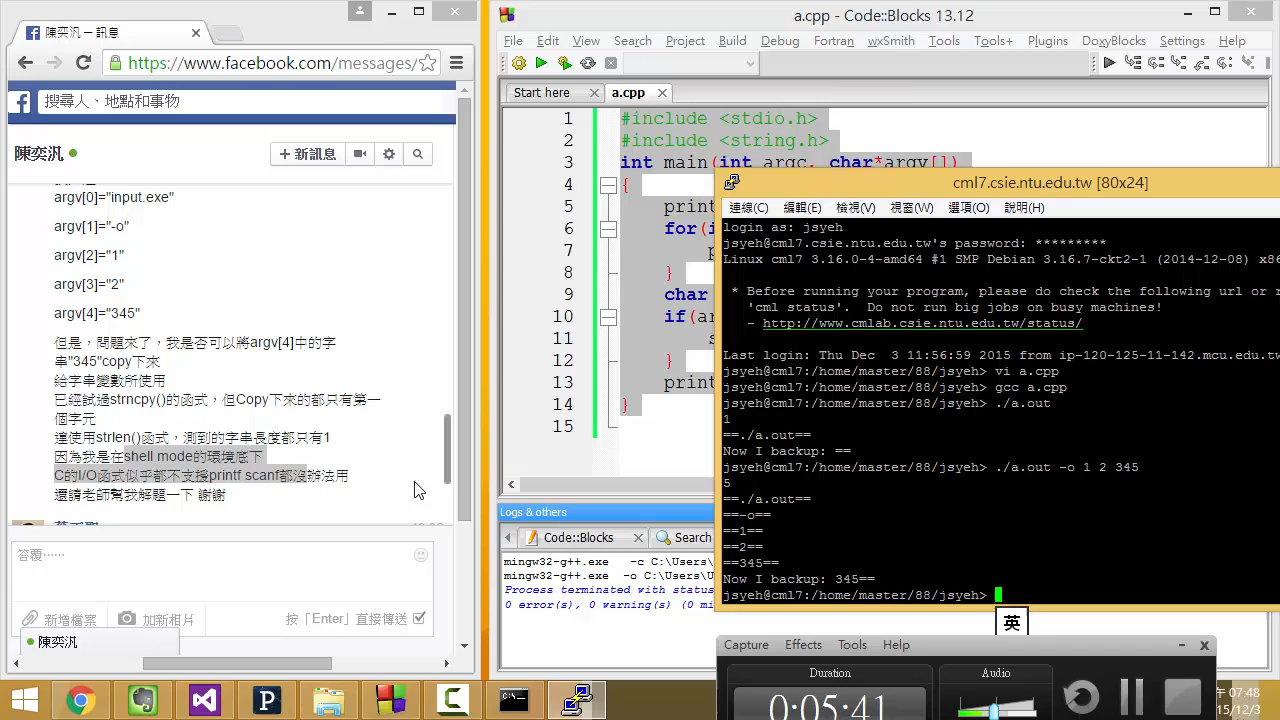 陳奕汎 – 訊息
https://www.facebook.com/messages/
搜尋人、地點和事物
陳奕汎
+ 新訊息
argv[0]="input.exe"
argv[1]="-o"
argv[2]="1"
argv[3]="2"
argv[4]="345"
但是，問題來了，我是否可以將argv[4]中的字
串"345"copy下來
給字串變數所使用
已經試過strncpy()的函式，但Copy下來的都只有第一
個字元
連使用strlen()函式，測到的字串長度都只有1
因為我是在shell mode的環境底下
C的I/O函式似乎都不支援printf scanf都沒辦法用
還請老師幫我解題一下 謝謝
答覆......
新增檔案
加新相片
按「Enter」直接傳送
陳奕汎
a.cpp - Code::Blocks 13.12
File Edit View Search Project Build Debug Fortran wxSmith Tools Tools+ Plugins DoxyBlocks Settings Help
Start here
a.cpp
1 #include <stdio.h>
2 #include <string.h>
3 int main(int argc, char*argv[])
4 {
5 print
6 for(i
7 p
8 }
9 char
10 if(ar
11 s
12 }
13 print
14 }
15
Logs & others
Code::Blocks
Search
mingw32-g++.exe -c C:\Users\
mingw32-g++.exe -o C:\Users\U
Process terminated with status
0 error(s), 0 warning(s) (0 mi
cml7.csie.ntu.edu.tw [80x24]
連線(C) 編輯(E) 檢視(V) 視窗(W) 選項(O) 說明(H)
login as: jsyeh
jsyeh@cml7.csie.ntu.edu.tw's password: *********
Linux cml7 3.16.0-4-amd64 #1 SMP Debian 3.16.7-ckt2-1 (2014-12-08) x86
* Before running your program, please do check the following url or r
'cml status'. Do not run big jobs on busy machines!
- http://www.cmlab.csie.ntu.edu.tw/status/
Last login: Thu Dec 3 11:56:59 2015 from ip-120-125-11-142.mcu.edu.tw
jsyeh@cml7:/home/master/88/jsyeh> vi a.cpp
jsyeh@cml7:/home/master/88/jsyeh> gcc a.cpp
jsyeh@cml7:/home/master/88/jsyeh> ./a.out
1
==./a.out==
Now I backup: ==
jsyeh@cml7:/home/master/88/jsyeh> ./a.out -o 1 2 345
5
==./a.out==
==-o==
==1==
==2==
==345==
Now I backup: 345==
jsyeh@cml7:/home/master/88/jsyeh>
英
Capture Effects Tools Help
Duration
0:05:41
Audio
午 07:48
15/12/3